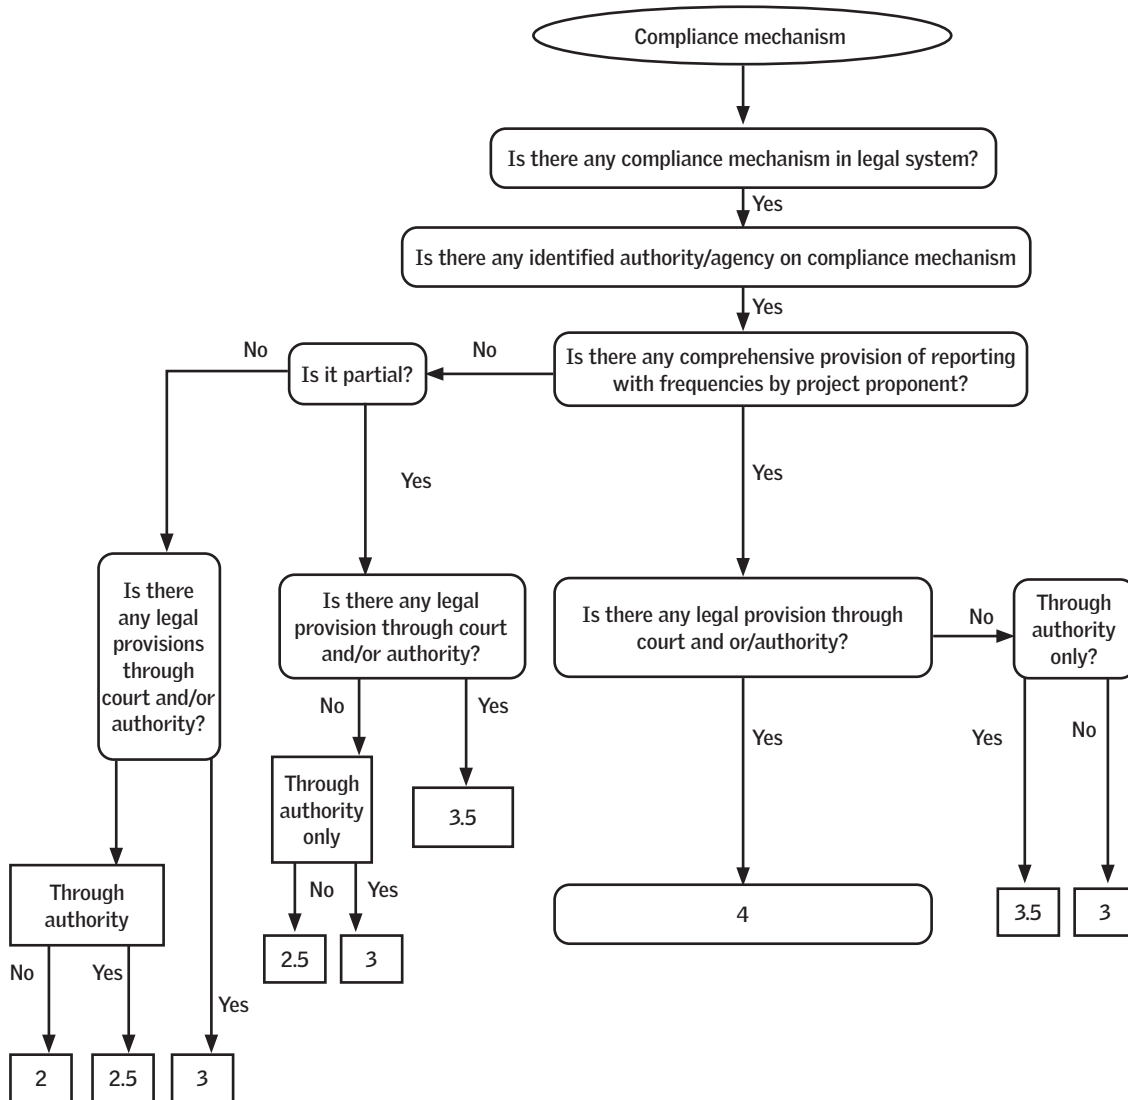 Compliance mechanism
Is there any compliance mechanism in legal system?
Yes
Is there any identified authority/agency on compliance mechanism
Yes
Is there any comprehensive provision of reporting
with frequencies by project proponent?
No
Is it partial?
No
Yes
Yes
Is there
any legal
provisions
through
court and/or
authority?
Is there any legal
provision through court
and/or authority?
Is there any legal provision through
court and or/authority?
No
Through
authority
only?
No
Yes
Yes
Yes
No
Through
authority
only
3.5
Through
authority
No
Yes
4
3.5
3
2.5
3
No
Yes
Yes
2
2.5
3